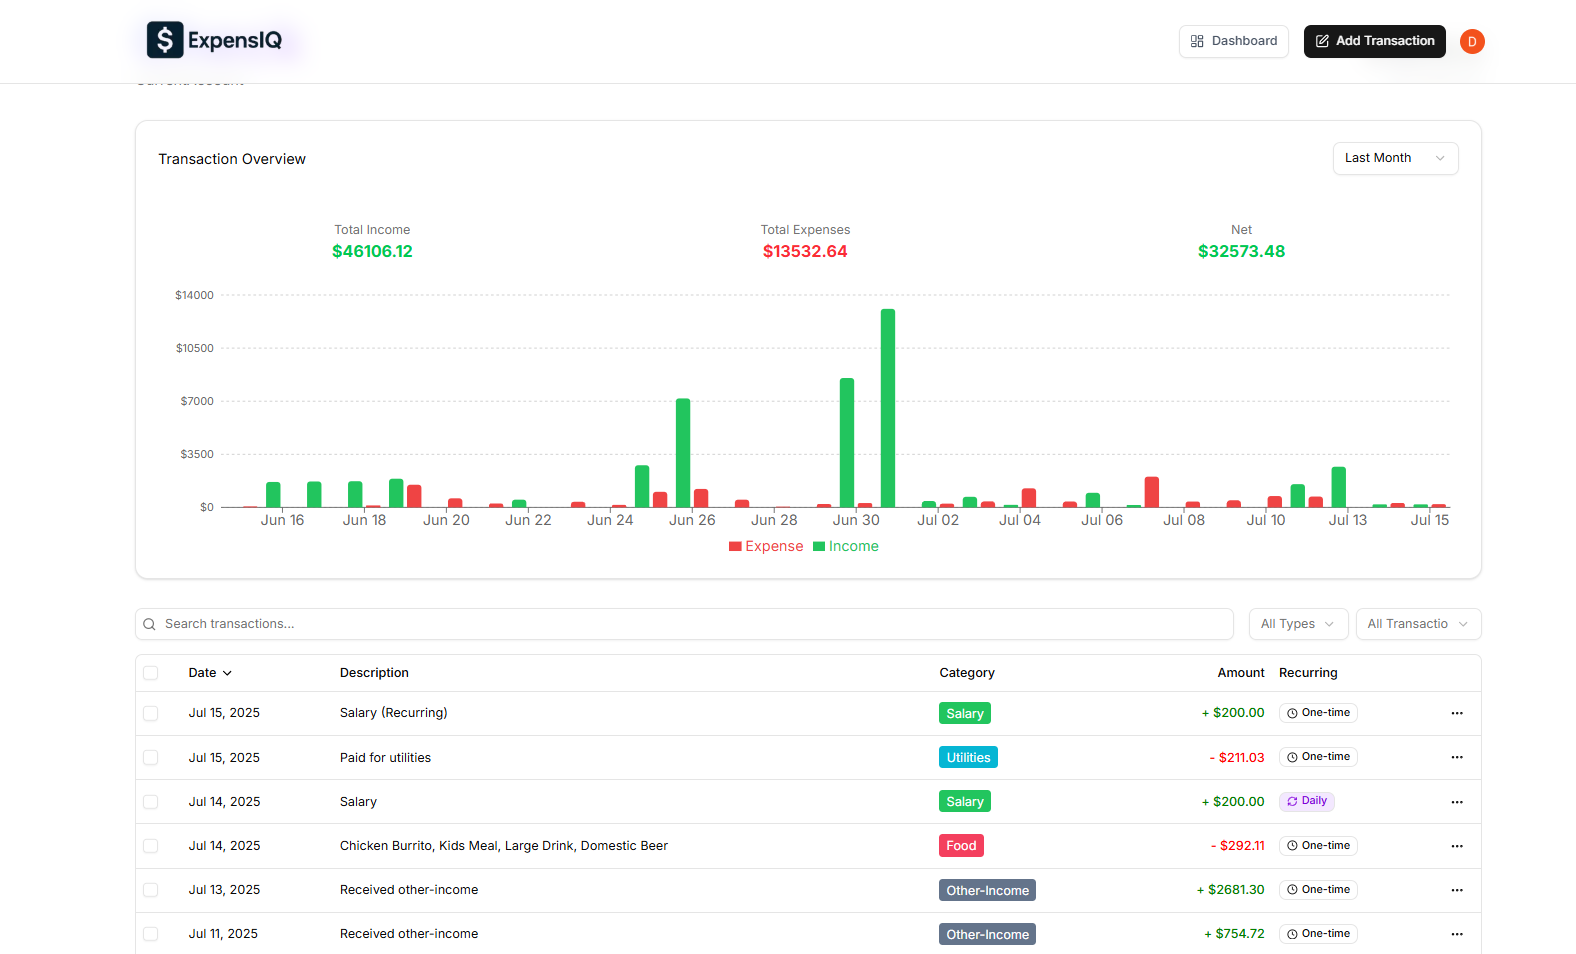 $ ExpensIQ
Dashboard
Add Transaction
D
Transaction Overview
Last Month
Total Income
Total Expenses
Net
$46106.12
$13532.64
$32573.48
$14000
$10500
$7000
$3500
$0
Jun 16 Jun 18 Jun 20 Jun 22 Jun 24 Jun 26 Jun 28 Jun 30 Jul 02 Jul 04 Jul 06 Jul 08 Jul 10 Jul 13 Jul 15
Expense Income
Search transactions...
All Types
All Transactio
Date Description Category Amount Recurring
Jul 15, 2025 Salary (Recurring) Salary + $200.00 One-time
Jul 15, 2025 Paid for utilities Utilities - $211.03 One-time
Jul 14, 2025 Salary Salary + $200.00 Daily
Jul 14, 2025 Chicken Burrito, Kids Meal, Large Drink, Domestic Beer Food - $292.11 One-time
Jul 13, 2025 Received other-income Other-Income + $2681.30 One-time
Jul 11, 2025 Received other-income Other-Income + $754.72 One-time